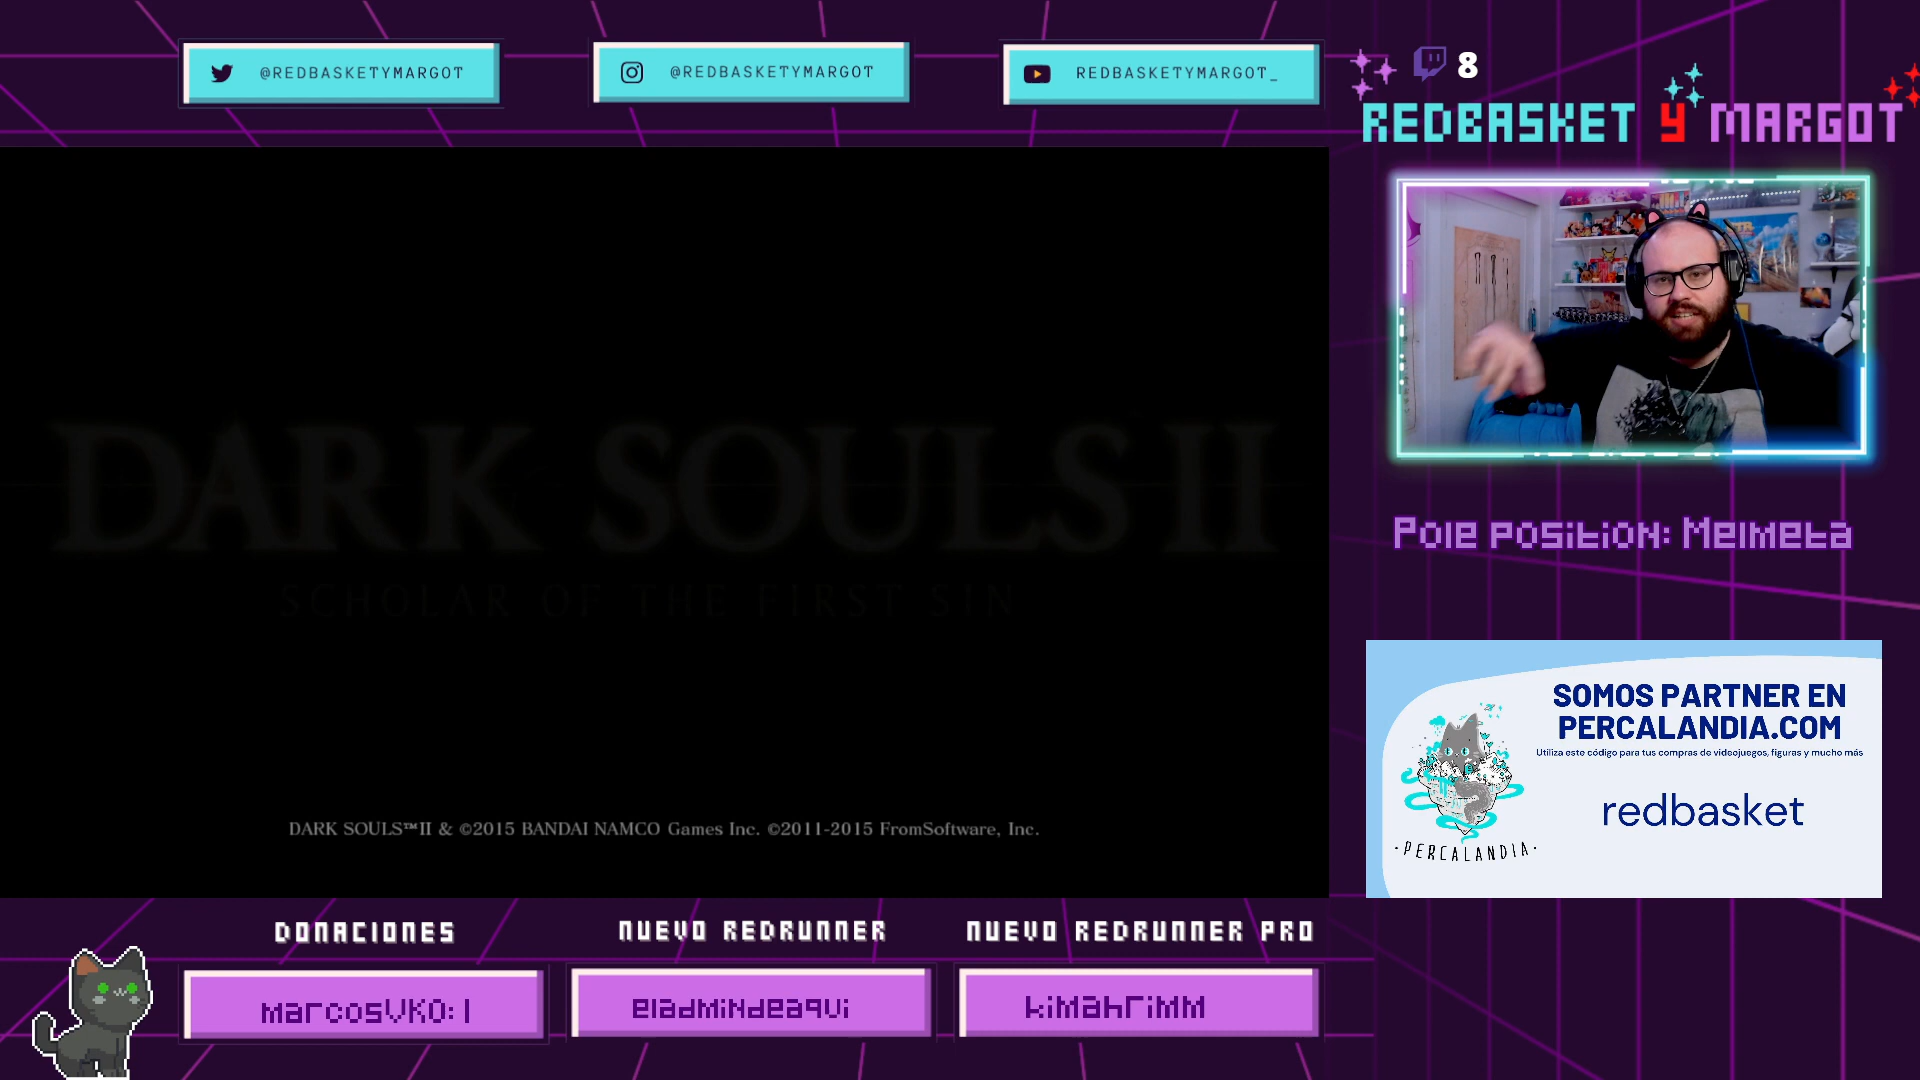 @REDBASKETYMARGOT
@REDBASKETYMARGOT
REDBASKETYMARGOT_
8
REDBASKET Y MARGOT
DARK SOULS II
SCHOLAR OF THE FIRST SIN
DARK SOULS™II & ©2015 BANDAI NAMCO Games Inc. ©2011-2015 FromSoftware, Inc.
Pole position: Melmeta
SOMOS PARTNER EN
PERCALANDIA.COM
Utiliza este código para tus compras de videojuegos, figuras y mucho más
redbasket
·PERCALANDIA·
DONACIONES
NUEVO REDRUNNER
NUEVO REDRUNNER PRO
marcosVKO: 1
eladmindeaqui
kimahrimm